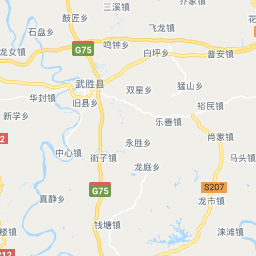 三溪镇
齐家镇
鼓匠乡
石盘乡
飞龙镇
鸣钟乡
龙女镇
G75
白坪乡
普安镇
武胜县
双星乡
猛山乡
华封镇
旧县乡
裕民镇
新学乡
乐善镇
肖家镇
永胜乡
中心镇
街子镇
马头镇
龙庭乡
G75
S207
真静乡
龙市镇
钱塘镇
涞滩镇